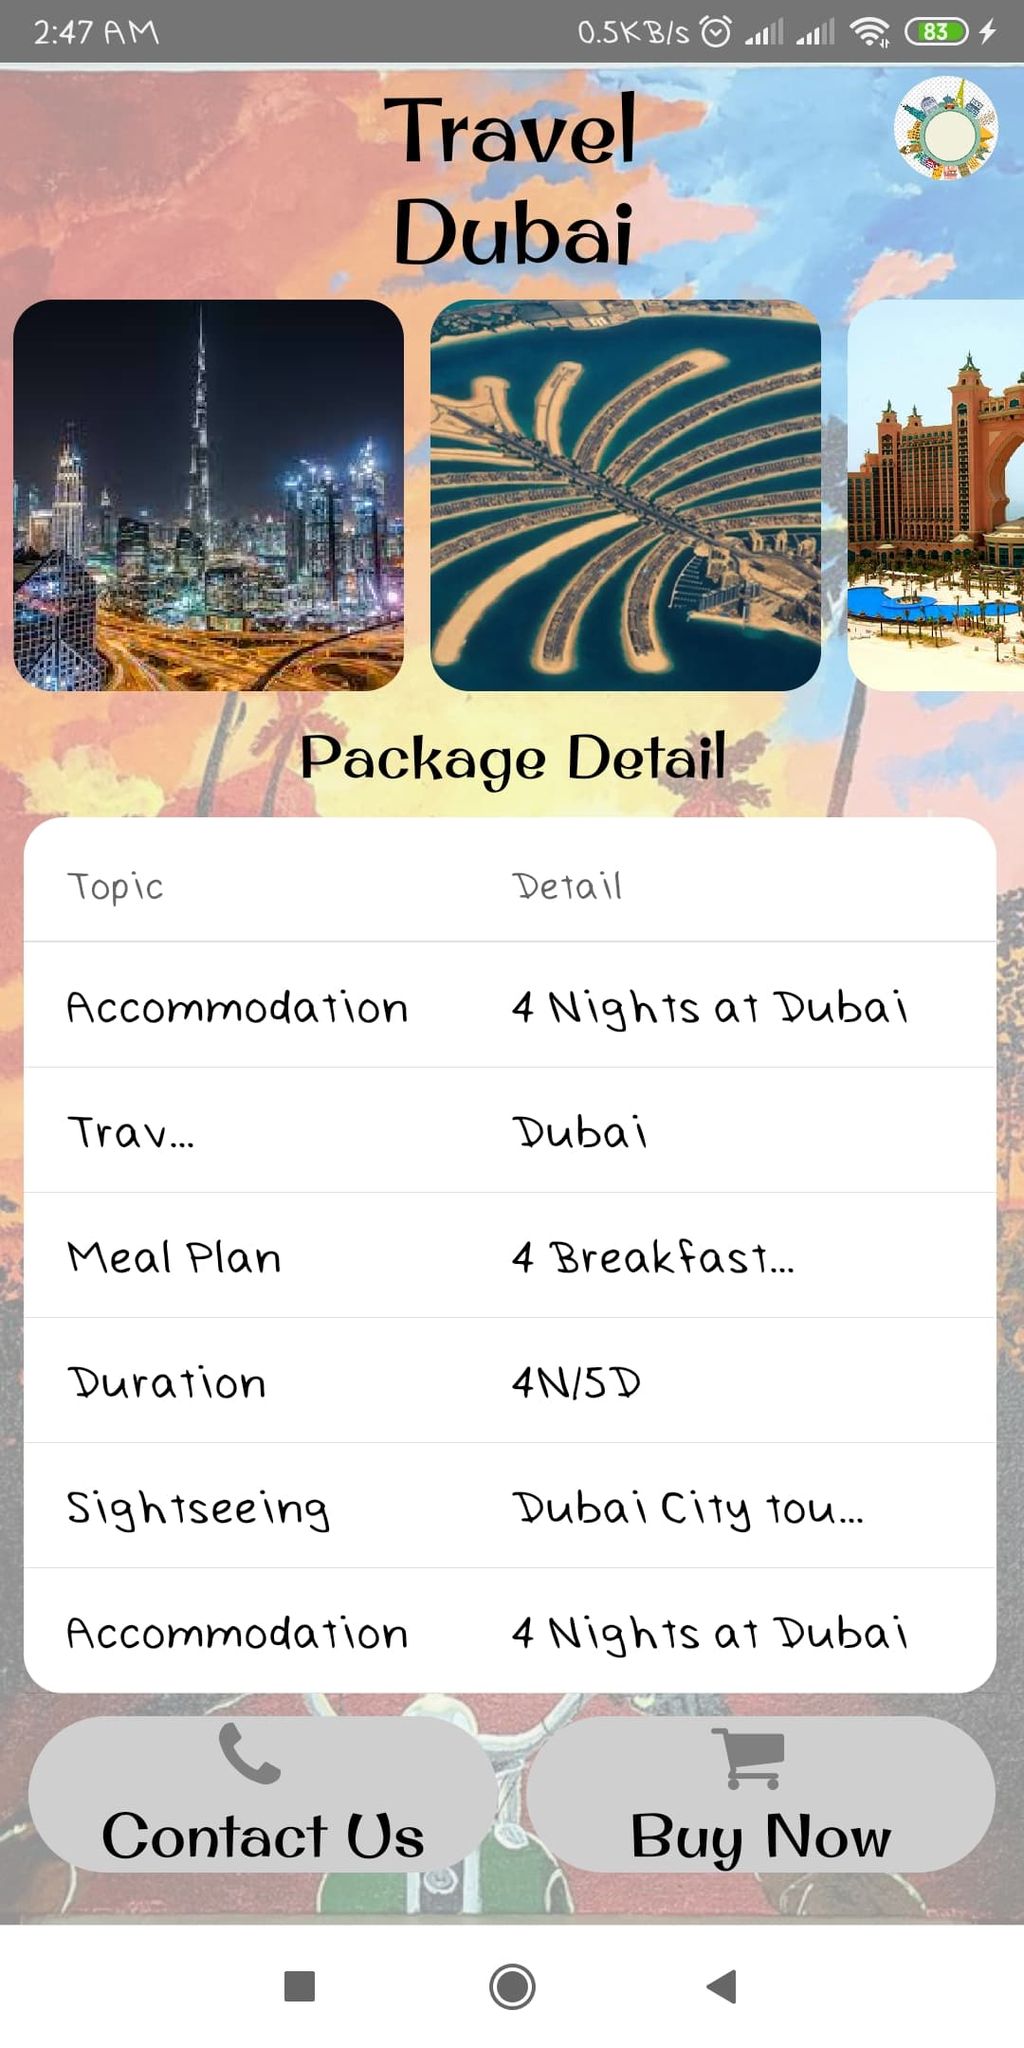 2:47 AM
0.5KB/s
83
Travel
Dubai
Package Detail
Topic Detail
Accommodation 4 Nights at Dubai
Trav... Dubai
Meal Plan 4 Breakfast...
Duration 4N/5D
Sightseeing Dubai City tou...
Accommodation 4 Nights at Dubai
Contact Us
Buy Now